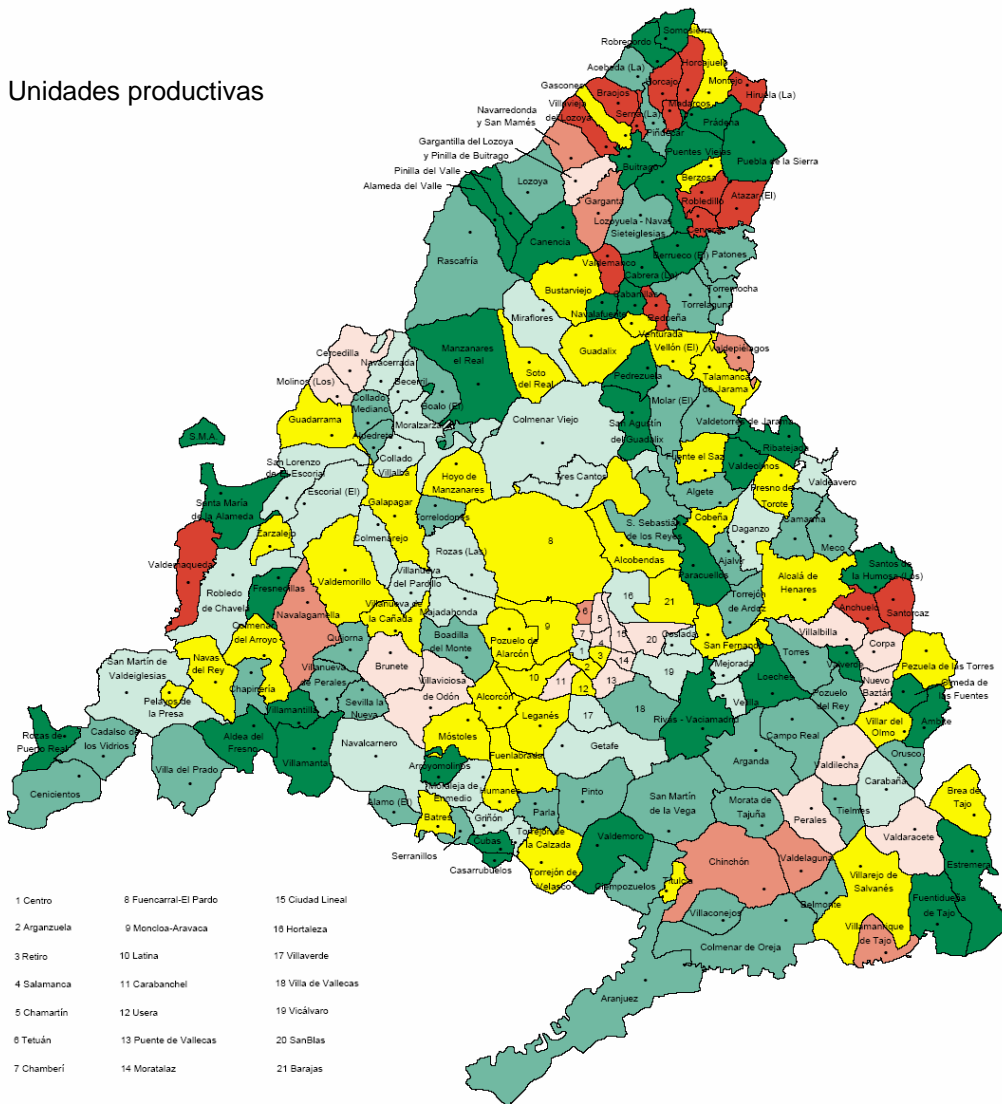 Unidades productivas
Somosierra
Robregordo
Acebeda (La)
Horcajuela
Horcajo
Montejo
Gascones
Braojos
Hiruela (La)
Villavieja
del Lozoya
Serna (La)
Madarcos
Piñuécar
Prádena
Navarredonda
y San Mamés
Gargantilla del Lozoya
y Pinilla de Buitrago
Buitrago
Puentes Viejas
Puebla de la Sierra
Pinilla del Valle
Alameda del Valle
Lozoya
Berzosa
Garganta
Robledillo
Atazar (El)
Lozoyuela - Navas
Sieteiglesias
Cervera
Canencia
Rascafría
Valdemanco
Berrueco (El)
Patones
Cabrera (La)
Bustarviejo
Cabanillas
Torremocha
Torrelaguna
Navalafuente
Redueña
Miraflores
Venturada
Guadalix
Vellón (El)
Valdepiélagos
Cercedilla
Navacerrada
Manzanares
el Real
Soto
del Real
Pedrezuela
Talamanca
de Jarama
Molinos (Los)
Becerril
Collado
Mediano
Boalo (El)
Molar (El)
Guadarrama
Moralzarzal
Colmenar Viejo
San Agustín
del Guadalix
Valdetorres de Jarama
Alpedrete
S.M.A.
Ribatejada
San Lorenzo
de El Escorial
Collado
Villalba
Fuente el Saz
Valdeolmos
Escorial (El)
Hoyo de
Manzanares
Tres Cantos
Valdeavero
Santa María
de la Alameda
Galapagar
Algete
Fresno de
Torote
Torrelodones
S. Sebastián
de los Reyes
Cobeña
Daganzo
Camarma
Zarzalejo
Colmenarejo
Rozas (Las)
8
Meco
Valdemaqueda
Valdemorillo
Villanueva
del Pardillo
Alcobendas
Ajalvir
Santos de
la Humosa (Los)
Robledo
de Chavela
Fresnedillas
Paracuellos
Alcalá de
Henares
Navalagamella
Villanueva de
la Cañada
Majadahonda
16
21
Torrejón
de Ardoz
Anchuelo
Santorcaz
Colmenar
del Arroyo
Quijorna
Boadilla
del Monte
Pozuelo de
Alarcón
9
6
5
7
4
15
20
Coslada
San Fernando
Villalbilla
Corpa
San Martín de
Valdeiglesias
Navas
del Rey
Brunete
1
3
14
Mejorada
Torres
Pezuela de las Torres
Chapinería
Villanueva
de Perales
Villaviciosa
de Odón
10
11
2
12
13
19
Velilla
Loeches
Valverde
Nuevo
Baztán
Olmeda de
las Fuentes
Pelayos de
la Presa
Villamantilla
Sevilla la
Nueva
Alcorcón
18
Pozuelo
del Rey
Rozas de
Puerto Real
Cadalso de
los Vidrios
Aldea del
Fresno
Móstoles
Leganés
17
Rivas - Vaciamadrid
Villar del
Olmo
Ambite
Villa del Prado
Villamanta
Navalcarnero
Getafe
Campo Real
Orusco
Cenicientos
Arroyomolinos
Fuenlabrada
Arganda
Valdilecha
Carabaña
Moraleja de
Enmedio
Humanes
Pinto
San Martín
de la Vega
Brea de
Tajo
Alamo (El)
Batres
Griñón
Parla
Morata de
Tajuña
Perales
Tielmes
Serranillos
Cubas
Torrejón de
la Calzada
Valdemoro
Valdaracete
Casarrubuelos
Torrejón de
Velasco
Ciempozuelos
Chinchón
Valdelaguna
Estremera
Titulcia
Villarejo de
Salvanés
Fuentidueña
de Tajo
Villaconejos
Belmonte
Colmenar de Oreja
Villamanrique
de Tajo
Aranjuez
1 Centro 8 Fuencarral-El Pardo 15 Ciudad Lineal
2 Arganzuela 9 Moncloa-Aravaca 16 Hortaleza
3 Retiro 10 Latina 17 Villaverde
4 Salamanca 11 Carabanchel 18 Villa de Vallecas
5 Chamartín 12 Usera 19 Vicálvaro
6 Tetuán 13 Puente de Vallecas 20 SanBlas
7 Chamberí 14 Moratalaz 21 Barajas